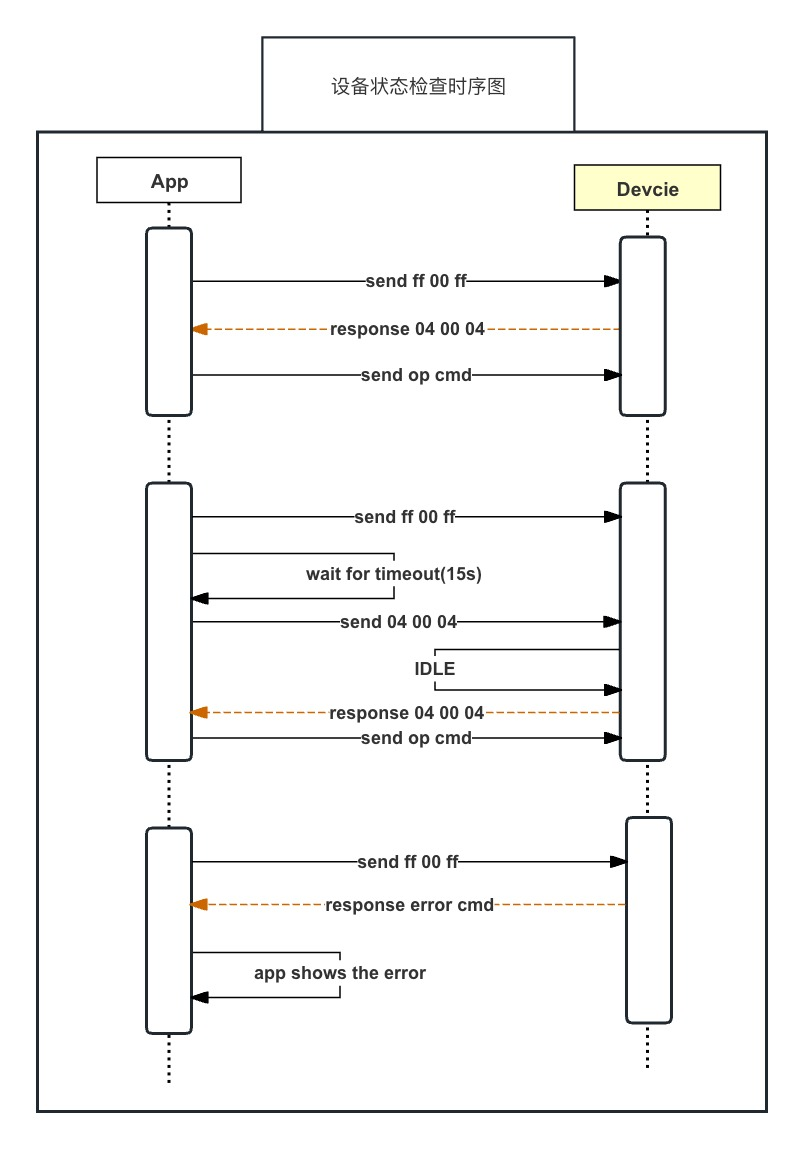 设备状态检查时序图
App
Devcie
send ff 00 ff
response 04 00 04
send op cmd
send ff 00 ff
wait for timeout(15s)
send 04 00 04
IDLE
response 04 00 04
send op cmd
send ff 00 ff
response error cmd
app shows the error